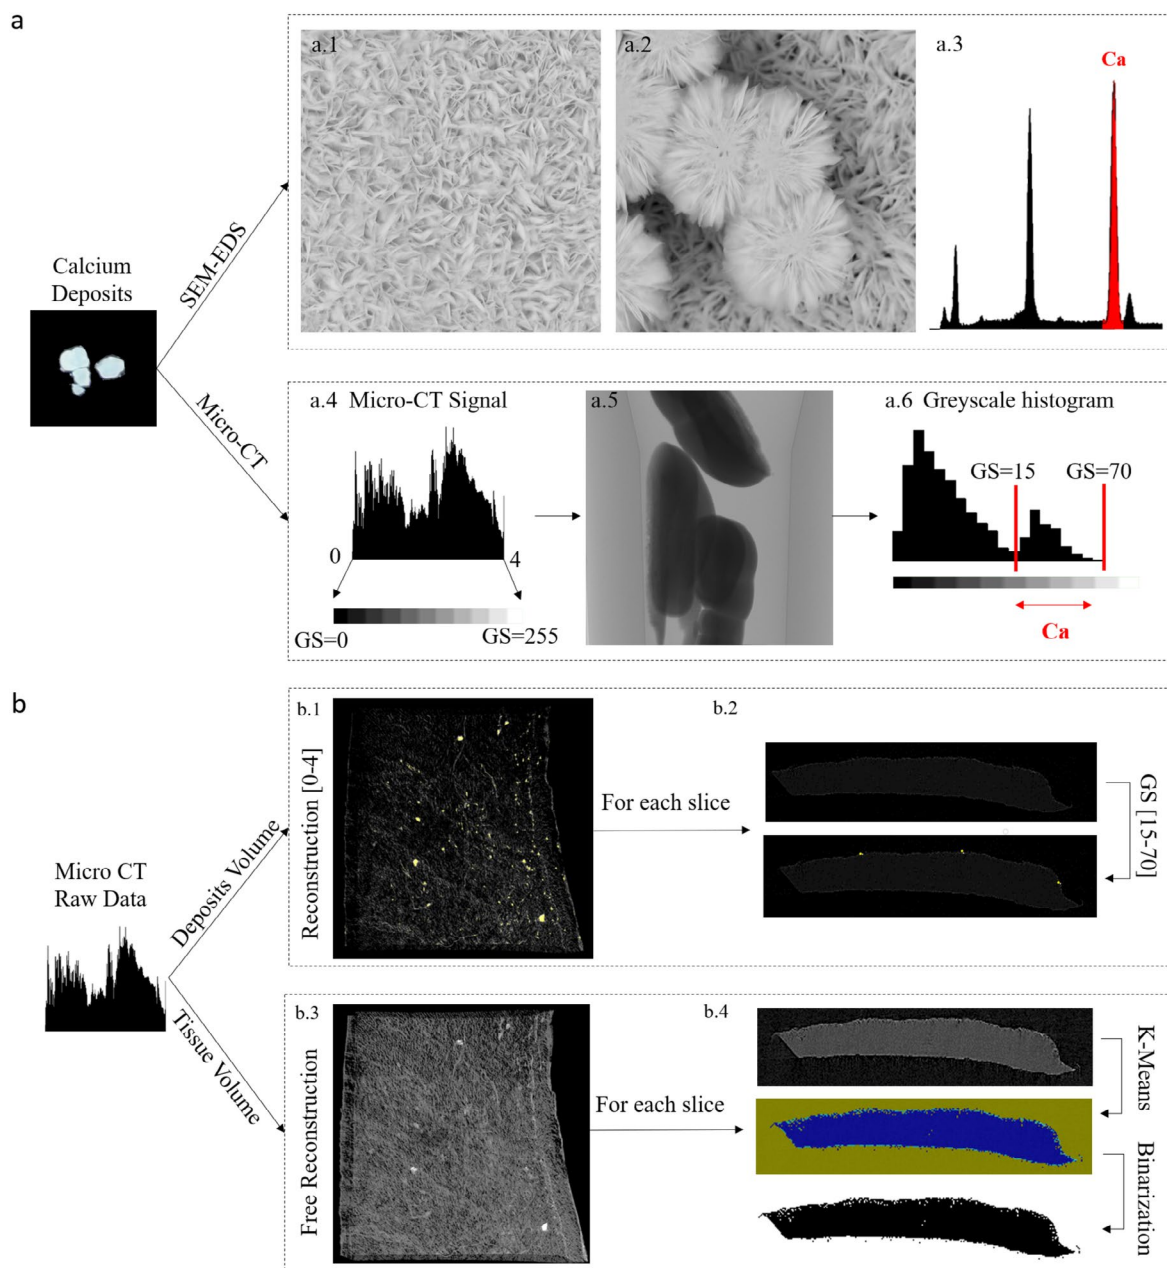 a
a.1
a.2
a.3
Ca
SEM-EDS
Calcium
Deposits
Micro-CT
a.4 Micro-CT Signal
0
4
GS=0
GS=255
a.5
a.6 Greyscale histogram
GS=15
GS=70
Ca
b
b.1
Reconstruction [0-4]
For each slice
b.2
GS [15-70]
Deposits Volume
Micro CT
Raw Data
Tissue Volume
b.3
Free Reconstruction
For each slice
b.4
K-Means
Binarization